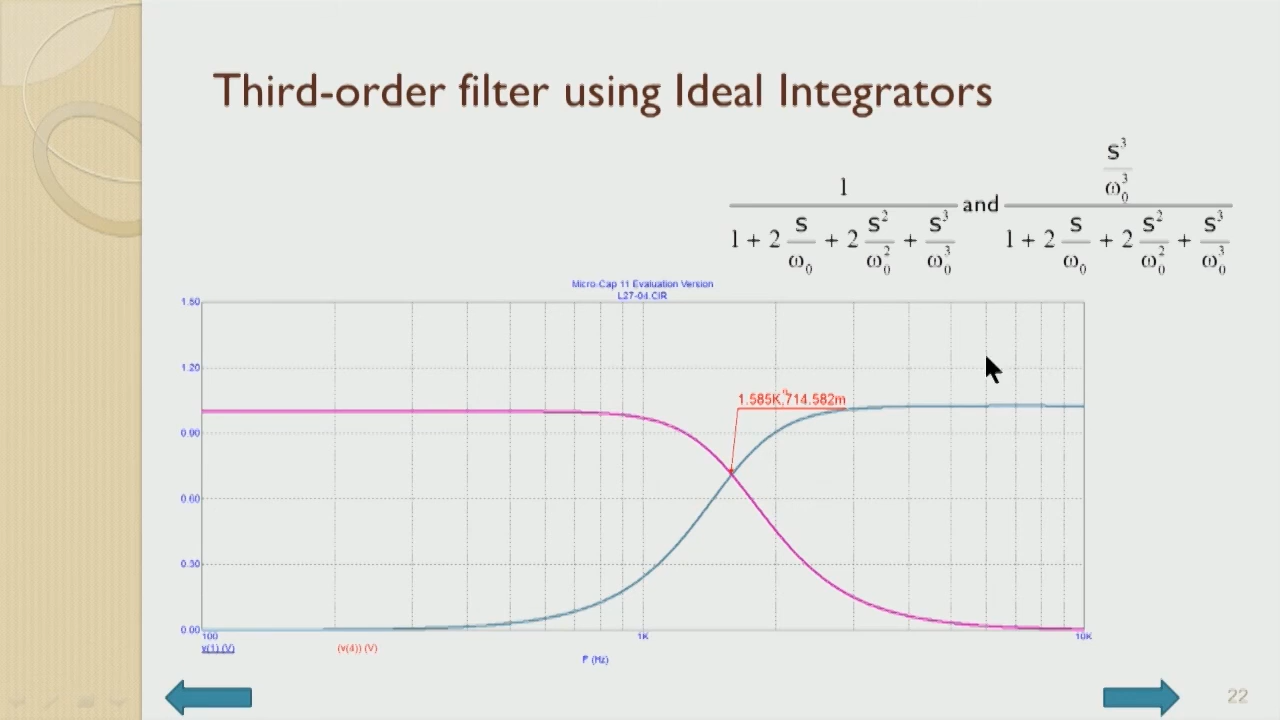 Third-order filter using Ideal Integrators
1 / (1 + 2 s/ω₀ + 2 s²/ω₀² + s³/ω₀³) and (s³/ω₀³) / (1 + 2 s/ω₀ + 2 s²/ω₀² + s³/ω₀³)
Micro-Cap 11 Evaluation Version
L27-04.CIR
1.50
1.20
1.585K,714.582m
0.90
0.60
0.30
0.00
100 1K 10K
v(1) (V) (v(4)) (V)
F (Hz)
22